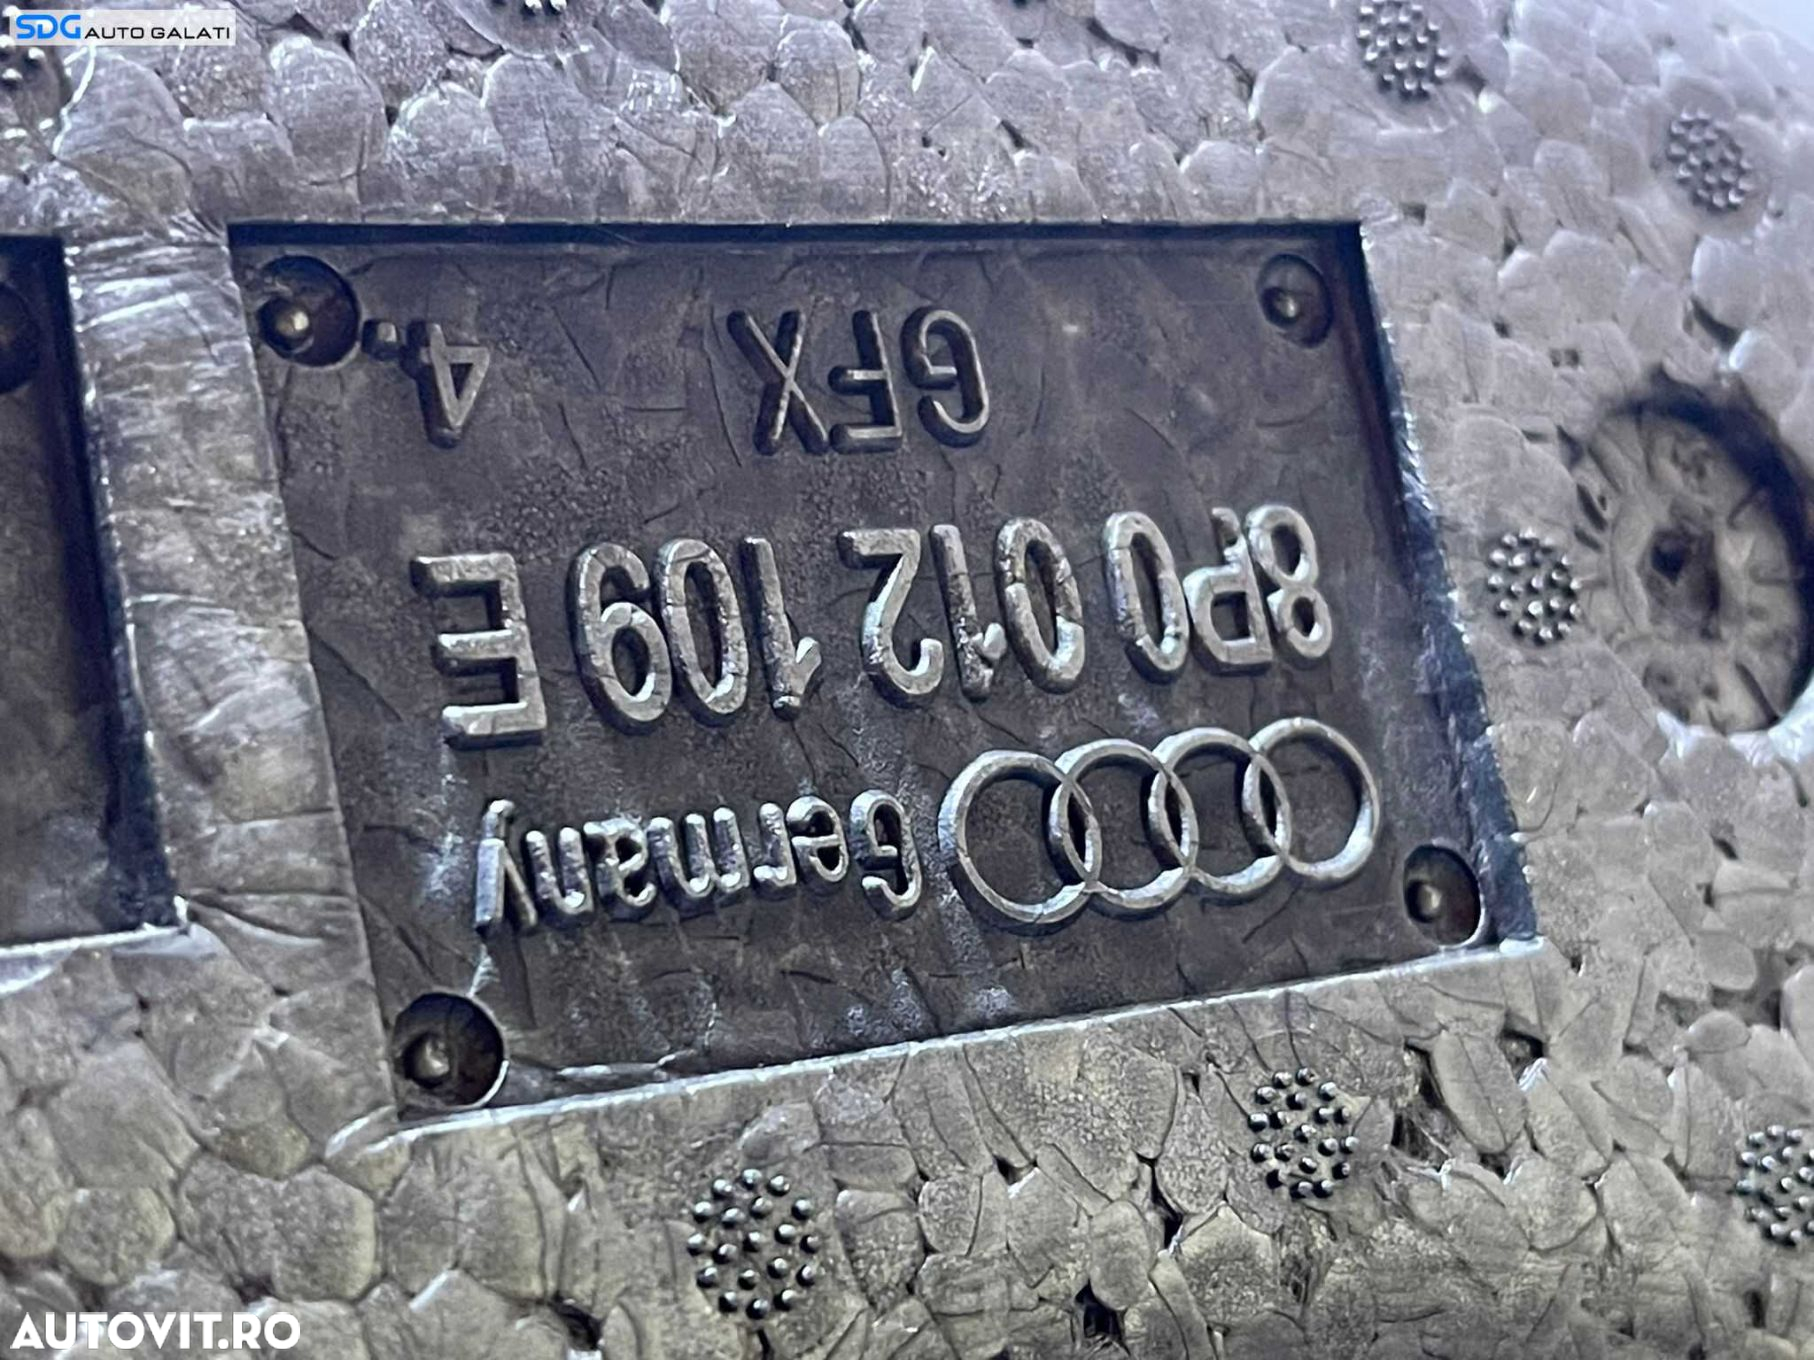 SDG AUTO GALATI
Germany
8P0 012 109 E
GFX 4.
AUTOVIT.RO